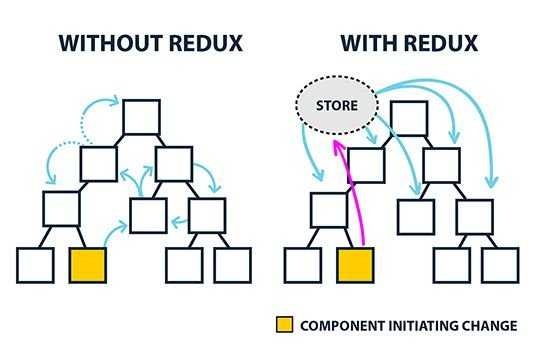 WITHOUT REDUX
WITH REDUX
STORE
COMPONENT INITIATING CHANGE